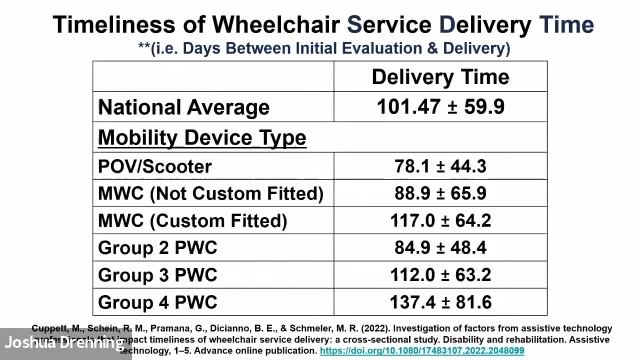 Timeliness of Wheelchair Service Delivery Time
**(i.e. Days Between Initial Evaluation & Delivery)
Delivery Time
National Average 101.47 ± 59.9
Mobility Device Type
POV/Scooter 78.1 ± 44.3
MWC (Not Custom Fitted) 88.9 ± 65.9
MWC (Custom Fitted) 117.0 ± 64.2
Group 2 PWC 84.9 ± 48.4
Group 3 PWC 112.0 ± 63.2
Group 4 PWC 137.4 ± 81.6
Cuppett, M., Schein, R. M., Pramana, G., Dicianno, B. E., & Schmeler, M. R. (2022). Investigation of factors from assistive technology
impact timeliness of wheelchair service delivery: a cross-sectional study. Disability and rehabilitation. Assistive
Technology, 1–5. Advance online publication. https://doi.org/10.1080/17483107.2022.2048099
Joshua Drenning